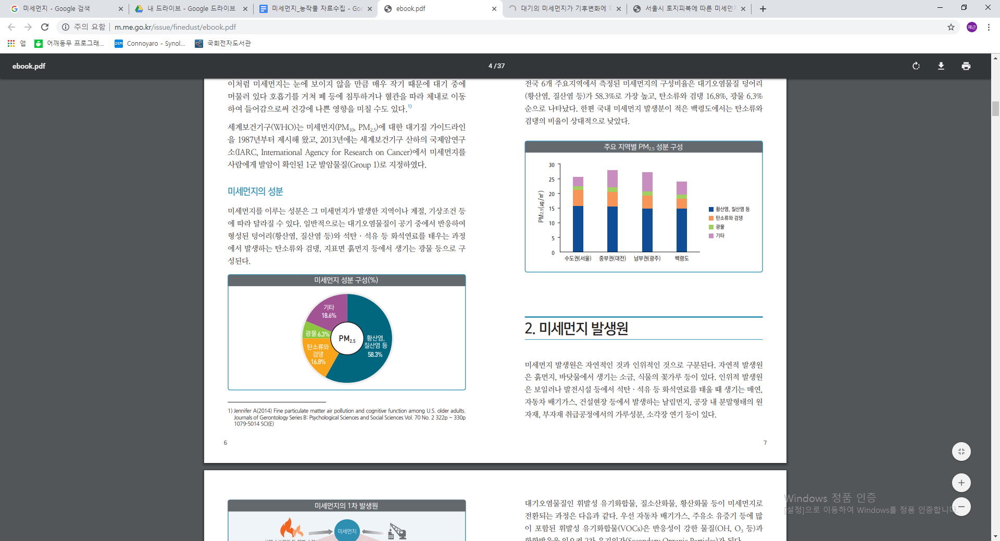 미세먼지 - Google 검색
내 드라이브 - Google 드라이브
미세먼지_농작물 자료수집 - Goo
ebook.pdf
대기의 미세먼지가 기후변화에
서울시 토지피복에 따른 미세먼지
주의 요함
m.me.go.kr/issue/finedust/ebook.pdf
재근
앱
어깨동무 프로그래...
DSM
Connoyaro - Synol...
국회전자도서관
ebook.pdf
4 / 37
이처럼 미세먼지는 눈에 보이지 않을 만큼 매우 작기 때문에 대기 중에
머물러 있다 호흡기를 거쳐 폐 등에 침투하거나 혈관을 따라 체내로 이동
하여 들어감으로써 건강에 나쁜 영향을 미칠 수도 있다.1)
세계보건기구(WHO)는 미세먼지(PM10, PM2.5)에 대한 대기질 가이드라인
을 1987년부터 제시해 왔고, 2013년에는 세계보건기구 산하의 국제암연구
소(IARC, International Agency for Research on Cancer)에서 미세먼지를
사람에게 발암이 확인된 1군 발암물질(Group 1)로 지정하였다.
미세먼지의 성분
미세먼지를 이루는 성분은 그 미세먼지가 발생한 지역이나 계절, 기상조건 등
에 따라 달라질 수 있다. 일반적으로는 대기오염물질이 공기 중에서 반응하여
형성된 덩어리(황산염, 질산염 등)와 석탄 · 석유 등 화석연료를 태우는 과정
에서 발생하는 탄소류와 검댕, 지표면 흙먼지 등에서 생기는 광물 등으로 구
성된다.
미세먼지 성분 구성(%)
기타
18.6%
광물 6.3%
탄소류와
검댕
16.8%
PM2.5
황산염,
질산염 등
58.3%
1) Jennifer A(2014) Fine particulate matter air pollution and cognitive function among U.S. older adults.
Journals of Gerontology Series B: Psychological Sciences and Social Sciences Vol. 70 No. 2 322p ~ 330p
1079-5014 SCI(E)
6
전국 6개 주요지역에서 측정된 미세먼지의 구성비율은 대기오염물질 덩어리
(황산염, 질산염 등)가 58.3%로 가장 높고, 탄소류와 검댕 16.8%, 광물 6.3%
순으로 나타났다. 한편 국내 미세먼지 발생분이 적은 백령도에서는 탄소류와
검댕의 비율이 상대적으로 낮았다.
주요 지역별 PM2.5 성분 구성
PM2.5(㎍/㎥)
30
25
20
15
10
5
0
수도권(서울)
중부권(대전)
남부권(광주)
백령도
황산염, 질산염 등
탄소류와 검댕
광물
기타
2. 미세먼지 발생원
미세먼지 발생원은 자연적인 것과 인위적인 것으로 구분된다. 자연적 발생원
은 흙먼지, 바닷물에서 생기는 소금, 식물의 꽃가루 등이 있다. 인위적 발생원
은 보일러나 발전시설 등에서 석탄 · 석유 등 화석연료를 태울 때 생기는 매연,
자동차 배기가스, 건설현장 등에서 발생하는 날림먼지, 공장 내 분말형태의 원
자재, 부자재 취급공정에서의 가루성분, 소각장 연기 등이 있다.
7
미세먼지의 1차 발생원
미세먼지
대기오염물질인 휘발성 유기화합물, 질소산화물, 황산화물 등이 미세먼지로
전환되는 과정은 다음과 같다. 우선 자동차 배기가스, 주유소 유증기 등에 많
이 포함된 휘발성 유기화합물(VOCs)은 반응성이 강한 물질(OH, O3 등)과
화학반응을 일으켜 2차 유기입자(Secondary Organic Particles)가 된다.
Windows 정품 인증
[설정]으로 이동하여 Windows를 정품 인증합니다.